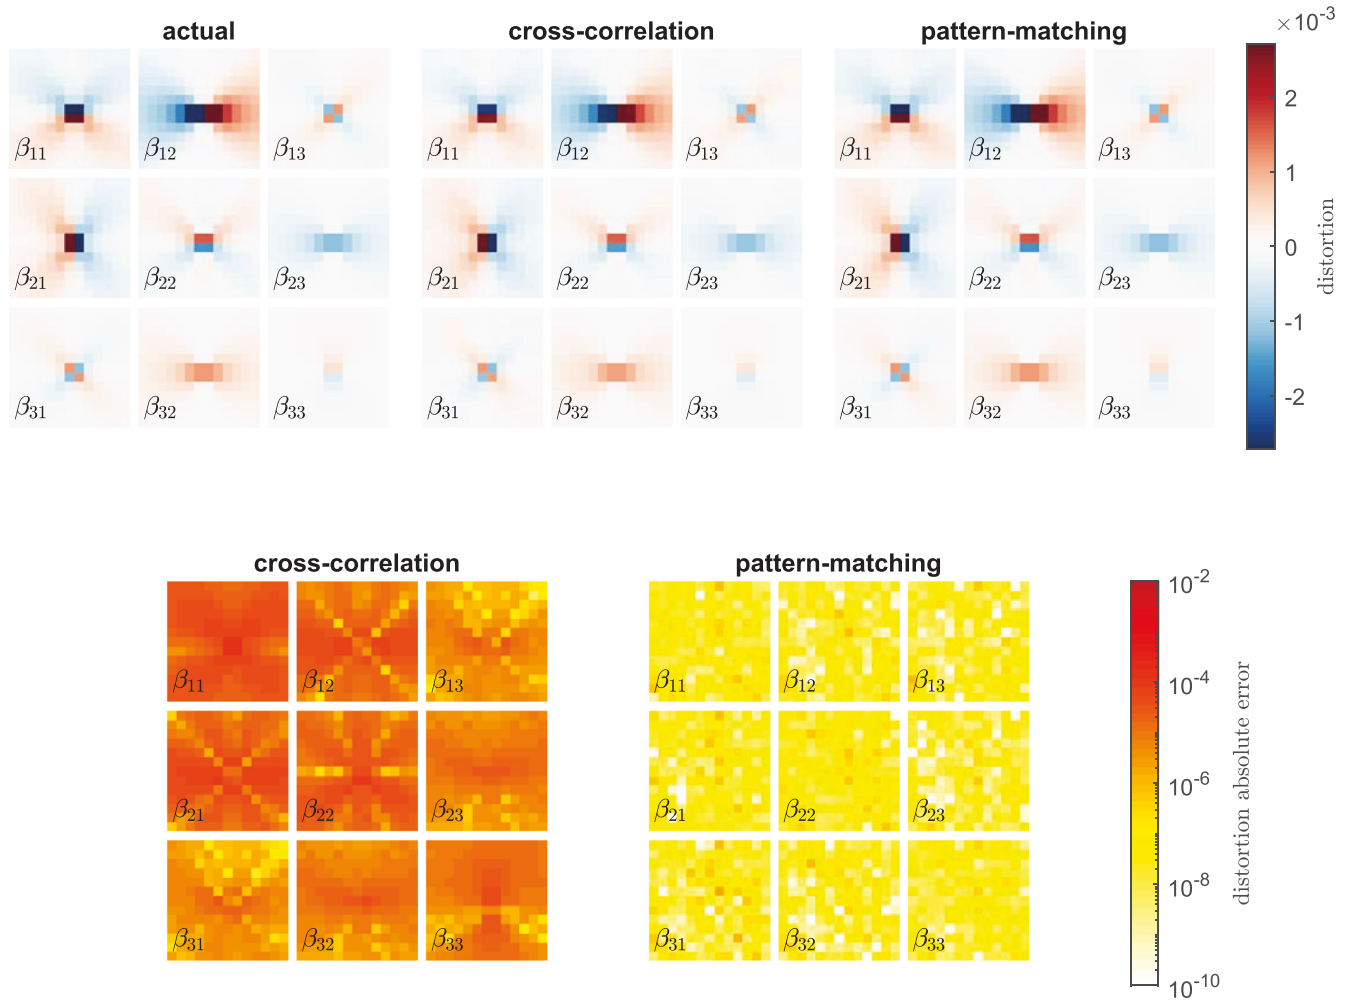 ×10⁻³
actual cross-correlation pattern-matching
β₁₁ β₁₂ β₁₃ β₁₁ β₁₂ β₁₃ β₁₁ β₁₂ β₁₃
β₂₁ β₂₂ β₂₃ β₂₁ β₂₂ β₂₃ β₂₁ β₂₂ β₂₃
β₃₁ β₃₂ β₃₃ β₃₁ β₃₂ β₃₃ β₃₁ β₃₂ β₃₃
2
1
0
-1
-2
distortion
cross-correlation pattern-matching
β₁₁ β₁₂ β₁₃ β₁₁ β₁₂ β₁₃
β₂₁ β₂₂ β₂₃ β₂₁ β₂₂ β₂₃
β₃₁ β₃₂ β₃₃ β₃₁ β₃₂ β₃₃
10⁻²
10⁻⁴
10⁻⁶
10⁻⁸
10⁻¹⁰
distortion absolute error